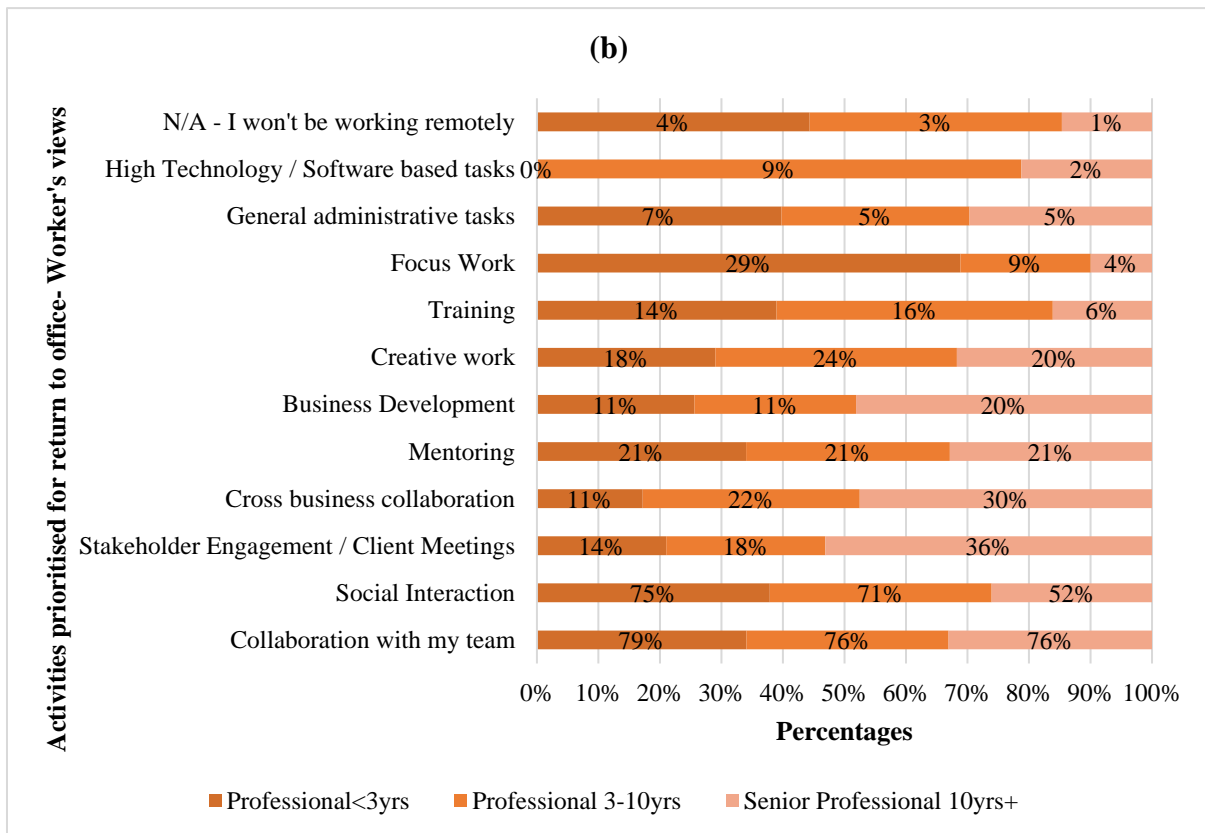 (b)
Activities prioritised for return to office- Worker's views
N/A - I won't be working remotely 4% 3% 1%
High Technology / Software based tasks 0% 9% 2%
General administrative tasks 7% 5% 5%
Focus Work 29% 9% 4%
Training 14% 16% 6%
Creative work 18% 24% 20%
Business Development 11% 11% 20%
Mentoring 21% 21% 21%
Cross business collaboration 11% 22% 30%
Stakeholder Engagement / Client Meetings 14% 18% 36%
Social Interaction 75% 71% 52%
Collaboration with my team 79% 76% 76%
0% 10% 20% 30% 40% 50% 60% 70% 80% 90% 100%
Percentages
Professional<3yrs Professional 3-10yrs Senior Professional 10yrs+